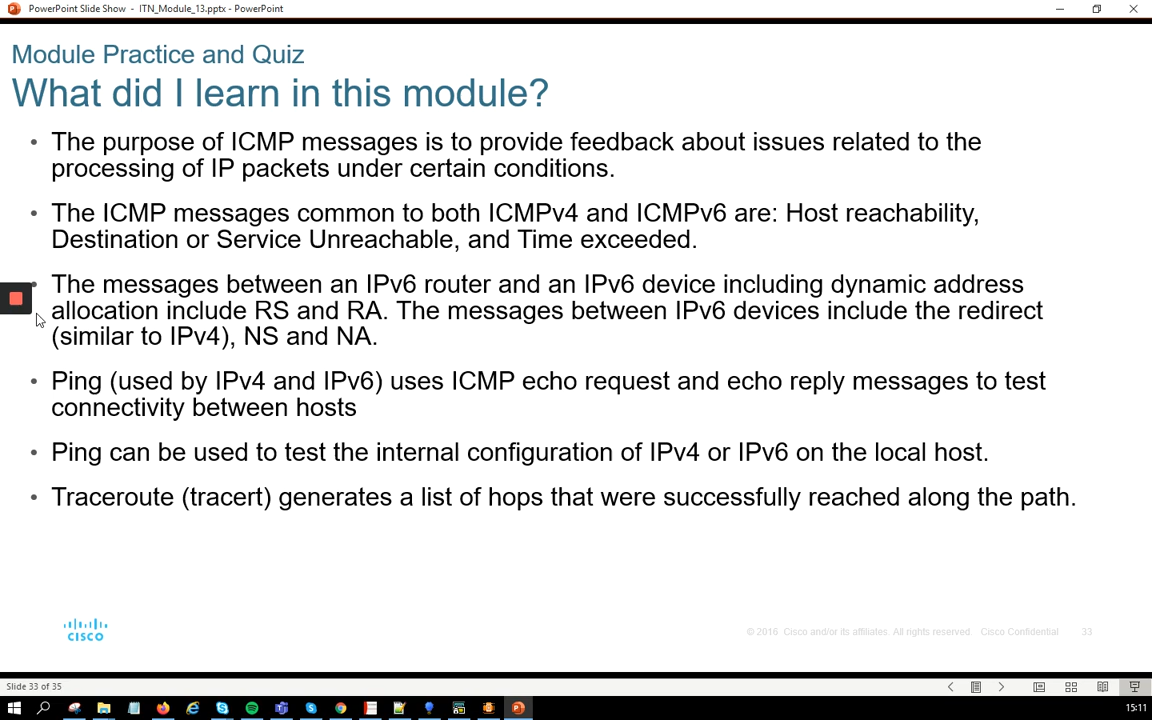 PowerPoint Slide Show - ITN_Module_13.pptx - PowerPoint
Module Practice and Quiz
What did I learn in this module?
• The purpose of ICMP messages is to provide feedback about issues related to the
processing of IP packets under certain conditions.
• The ICMP messages common to both ICMPv4 and ICMPv6 are: Host reachability,
Destination or Service Unreachable, and Time exceeded.
• The messages between an IPv6 router and an IPv6 device including dynamic address
allocation include RS and RA. The messages between IPv6 devices include the redirect
(similar to IPv4), NS and NA.
• Ping (used by IPv4 and IPv6) uses ICMP echo request and echo reply messages to test
connectivity between hosts
• Ping can be used to test the internal configuration of IPv4 or IPv6 on the local host.
• Traceroute (tracert) generates a list of hops that were successfully reached along the path.
CISCO
© 2016 Cisco and/or its affiliates. All rights reserved. Cisco Confidential 33
Slide 33 of 35
15:11